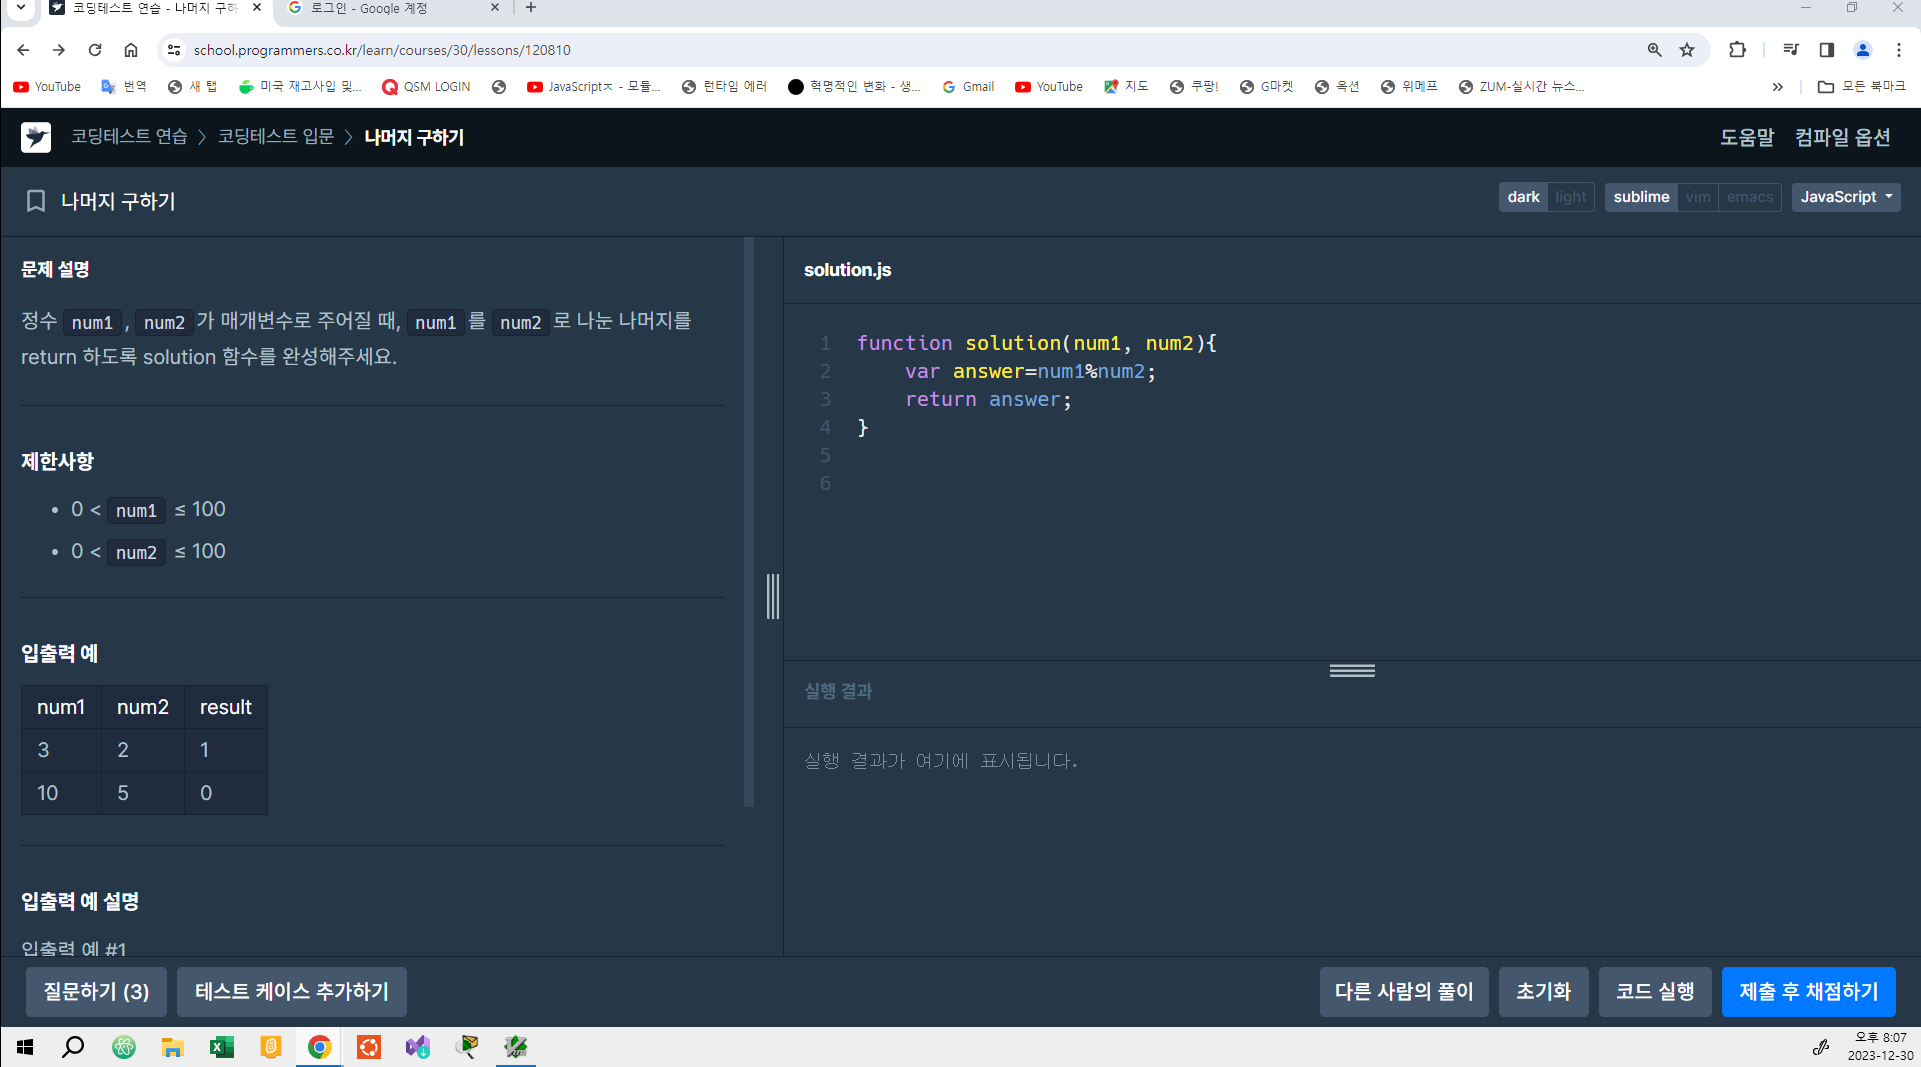 코딩테스트 연습 - 나머지 구하
로그인 - Google 계정
school.programmers.co.kr/learn/courses/30/lessons/120810
YouTube
번역
새 탭
미국 재고사입 및...
QSM LOGIN
JavaScriptㅈ - 모듈...
런타임 에러
혁명적인 변화 - 생...
Gmail
YouTube
지도
쿠팡!
G마켓
옥션
위메프
ZUM-실시간 뉴스...
모든 북마크
코딩테스트 연습 > 코딩테스트 입문 > 나머지 구하기
도움말 컴파일 옵션
나머지 구하기
dark light
sublime vim emacs
JavaScript
문제 설명
정수 num1, num2가 매개변수로 주어질 때, num1를 num2로 나눈 나머지를
return 하도록 solution 함수를 완성해주세요.
제한사항
• 0 < num1 ≤ 100
• 0 < num2 ≤ 100
입출력 예
num1 num2 result
3 2 1
10 5 0
입출력 예 설명
입출력 예 #1
solution.js
1 function solution(num1, num2){
2     var answer=num1%num2;
3     return answer;
4 }
5
6
실행 결과
실행 결과가 여기에 표시됩니다.
질문하기 (3)
테스트 케이스 추가하기
다른 사람의 풀이
초기화
코드 실행
제출 후 채점하기
오후 8:07
2023-12-30